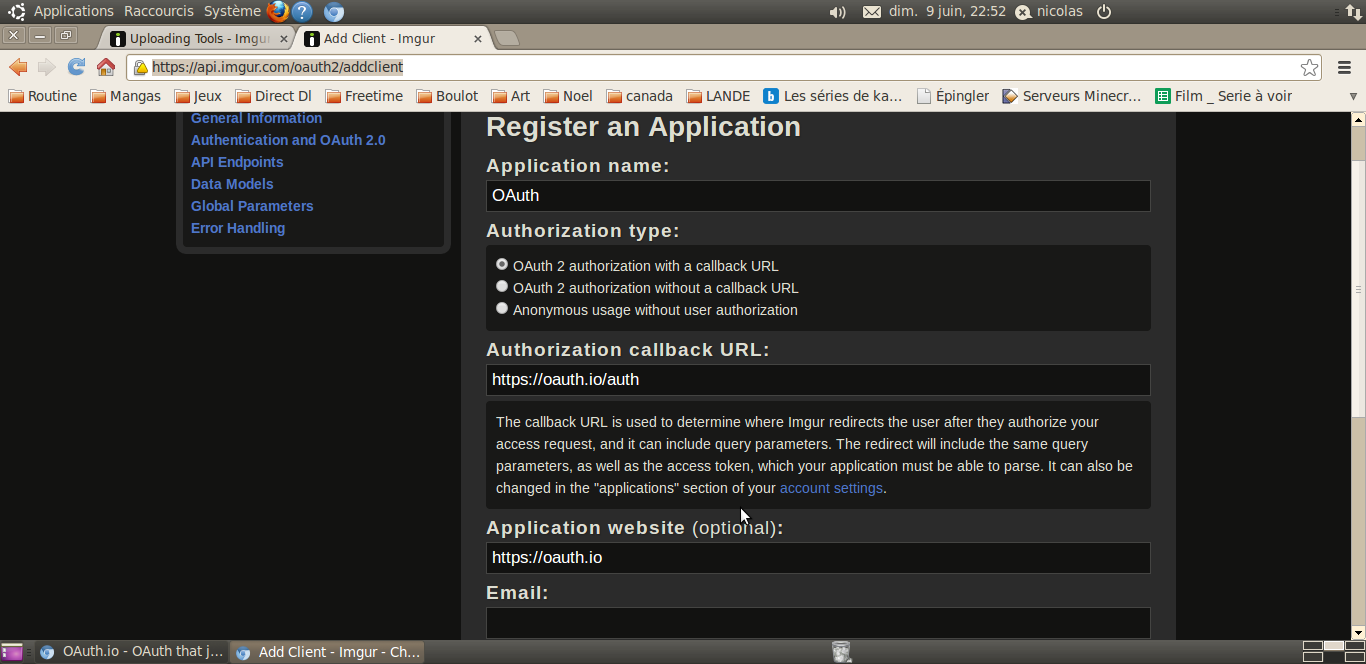 Applications Raccourcis Système ? dim. 9 juin, 22:52 nicolas
Uploading Tools - Imgur Add Client - Imgur
https://api.imgur.com/oauth2/addclient
Routine Mangas Jeux Direct Dl Freetime Boulot Art Noel canada LANDE b Les séries de ka... Épingler Serveurs Minecr... Film _ Serie à voir
General Information
Authentication and OAuth 2.0
API Endpoints
Data Models
Global Parameters
Error Handling
Register an Application
Application name:
OAuth
Authorization type:
OAuth 2 authorization with a callback URL
OAuth 2 authorization without a callback URL
Anonymous usage without user authorization
Authorization callback URL:
https://oauth.io/auth
The callback URL is used to determine where Imgur redirects the user after they authorize your
access request, and it can include query parameters. The redirect will include the same query
parameters, as well as the access token, which your application must be able to parse. It can also be
changed in the "applications" section of your account settings.
Application website (optional):
https://oauth.io
Email:
OAuth.io - OAuth that j... Add Client - Imgur - Ch...